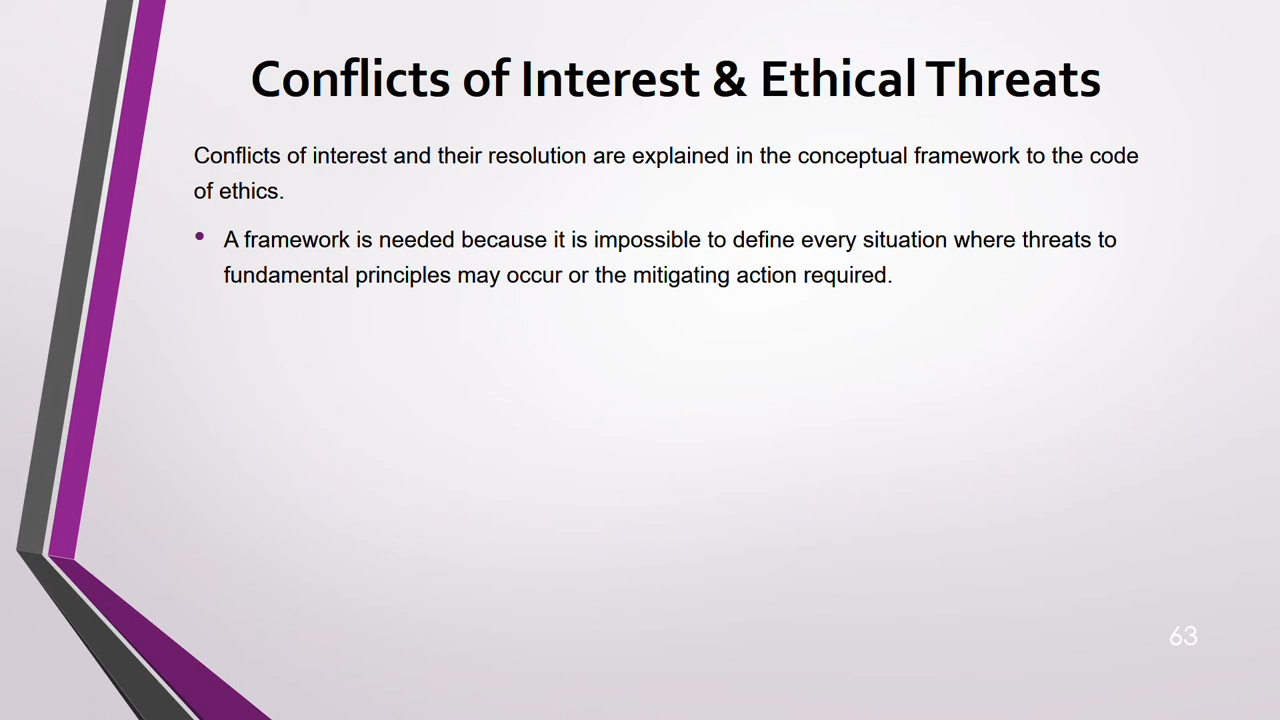 Conflicts of Interest & Ethical Threats
Conflicts of interest and their resolution are explained in the conceptual framework to the code
of ethics.
• A framework is needed because it is impossible to define every situation where threats to
fundamental principles may occur or the mitigating action required.
63